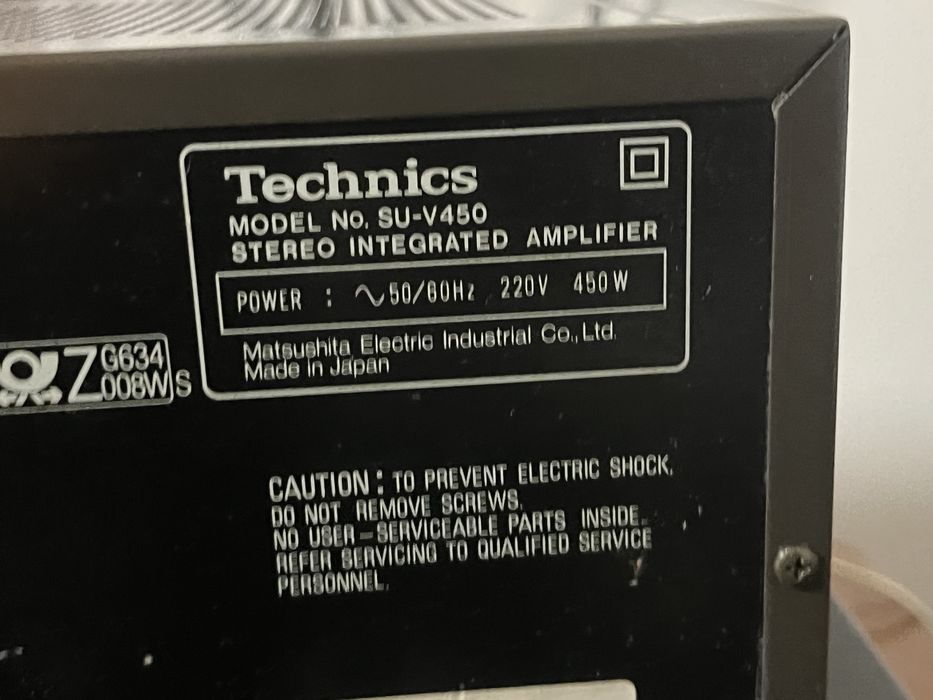 Technics
MODEL No. SU-V450
STEREO INTEGRATED AMPLIFIER
POWER : ∿50/60Hz 220V 450W
Matsushita Electric Industrial Co., Ltd.
Made in Japan
Z G634
008W S
CAUTION : TO PREVENT ELECTRIC SHOCK,
DO NOT REMOVE SCREWS.
NO USER-SERVICEABLE PARTS INSIDE.
REFER SERVICING TO QUALIFIED SERVICE
PERSONNEL.